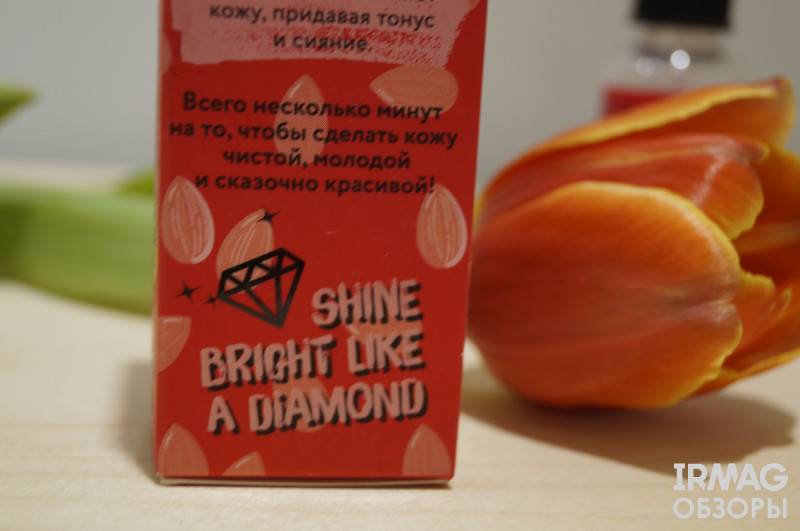 кожу, придавая тонус
и сияние.
Всего несколько минут
на то, чтобы сделать кожу
чистой, молодой
и сказочно красивой!
SHINE
BRIGHT LIKE
A DIAMOND
IRMAG
ОБЗОРЫ